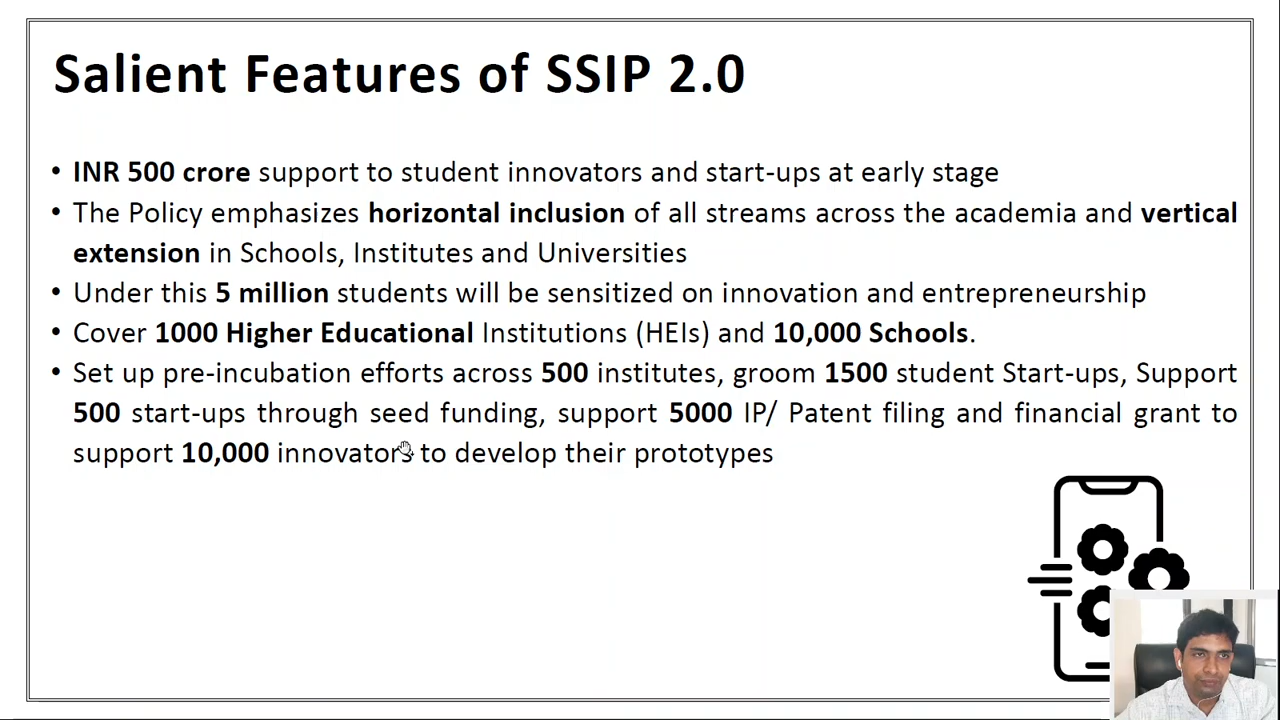 Salient Features of SSIP 2.0
• INR 500 crore support to student innovators and start-ups at early stage
• The Policy emphasizes horizontal inclusion of all streams across the academia and vertical
extension in Schools, Institutes and Universities
• Under this 5 million students will be sensitized on innovation and entrepreneurship
• Cover 1000 Higher Educational Institutions (HEIs) and 10,000 Schools.
• Set up pre-incubation efforts across 500 institutes, groom 1500 student Start-ups, Support
500 start-ups through seed funding, support 5000 IP/ Patent filing and financial grant to
support 10,000 innovators to develop their prototypes